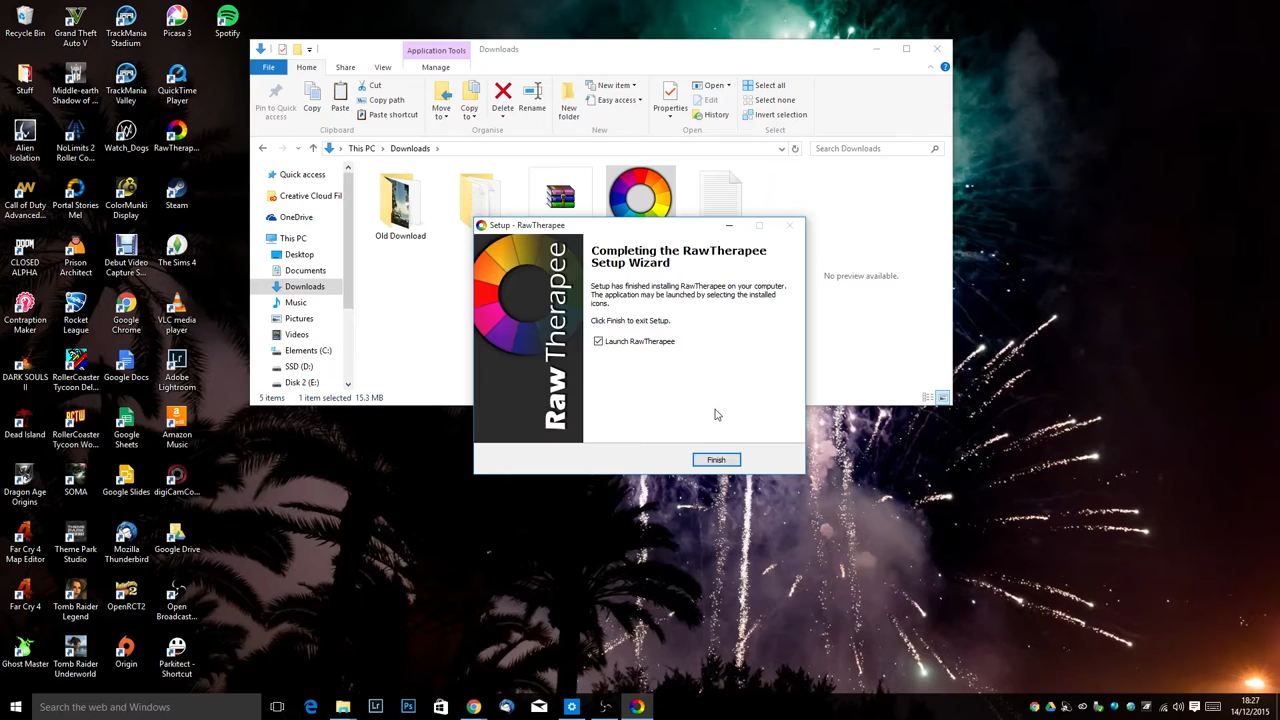 Recycle Bin
Grand Theft Auto V
TrackMania Stadium
Picasa 3
Spotify
Stuff
Middle-earth Shadow of ...
TrackMania Valley
QuickTime Player
Alien Isolation
NoLimits 2 Roller Co...
Watch_Dogs
RawTherap...
Call of Duty Advanced...
Portal Stories Mel
ColorMunki Display
Steam
CLOSED ALPHA
Prison Architect
Debut Video Capture S...
The Sims 4
Contraption Maker
Rocket League
Google Chrome
VLC media player
DARK SOULS
RollerCoaster Tycoon Del...
Google Docs
Adobe Lightroom
Dead Island
RollerCoaster Tycoon Wo...
Google Sheets
Amazon Music
Dragon Age Origins
SOMA
Google Slides
digiCamCo...
Far Cry 4 Map Editor
Theme Park Studio
Mozilla Thunderbird
Google Drive
Far Cry 4
Tomb Raider Legend
OpenRCT2
Open Broadcast...
Ghost Master
Tomb Raider Underworld
Origin
Parkitect - Shortcut
Application Tools
Downloads
File
Home
Share
View
Manage
Pin to Quick access
Copy
Paste
Cut
Copy path
Paste shortcut
Clipboard
Move to
Copy to
Delete
Rename
Organise
New folder
New item
Easy access
New
Properties
Open
Edit
History
Open
Select all
Select none
Invert selection
Select
This PC > Downloads >
Search Downloads
Quick access
Creative Cloud Fil
OneDrive
This PC
Desktop
Documents
Downloads
Music
Pictures
Videos
Elements (C:)
SSD (D:)
Disk 2 (E:)
Old Download
No preview available.
5 items
1 item selected 15.3 MB
Setup - RawTherapee
RawTherapee
Completing the RawTherapee
Setup Wizard
Setup has finished installing RawTherapee on your computer.
The application may be launched by selecting the installed
icons.
Click Finish to exit Setup.
Launch RawTherapee
Finish
Search the web and Windows
18:27
14/12/2015